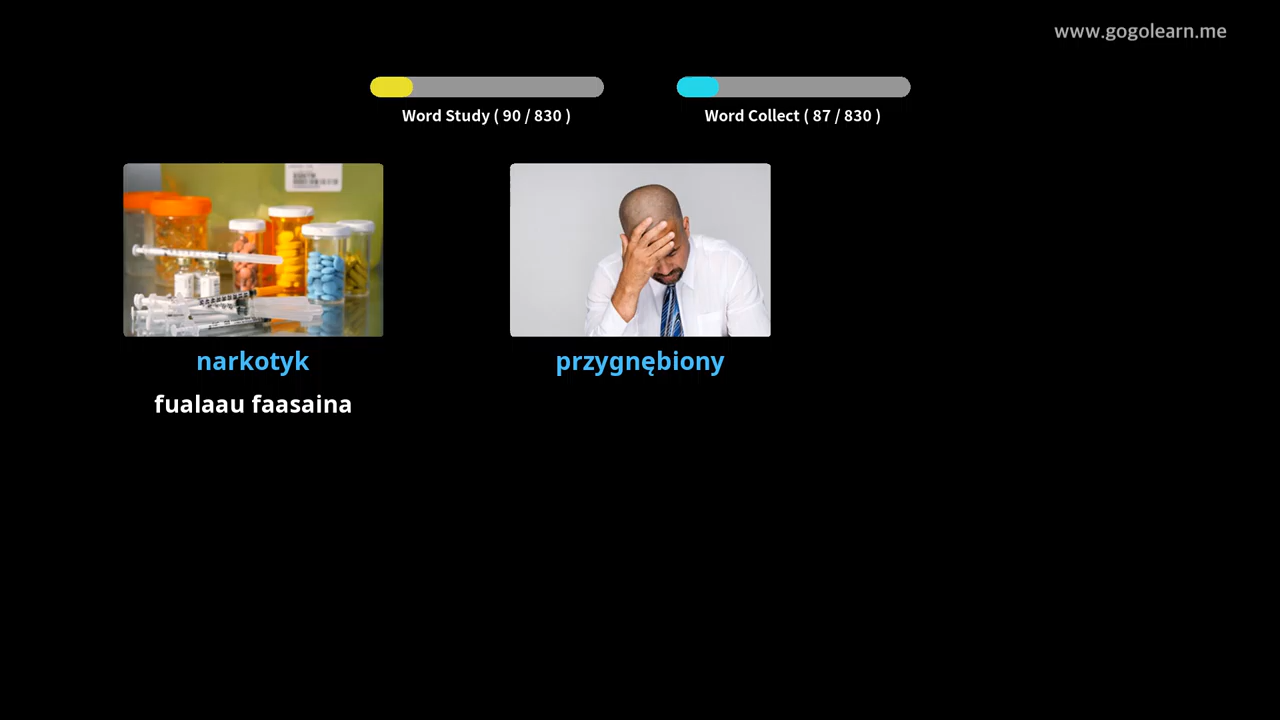 www.gogolearn.me
Word Study ( 90 / 830 )
Word Collect ( 87 / 830 )
narkotyk
przygnębiony
fualaau faasaina